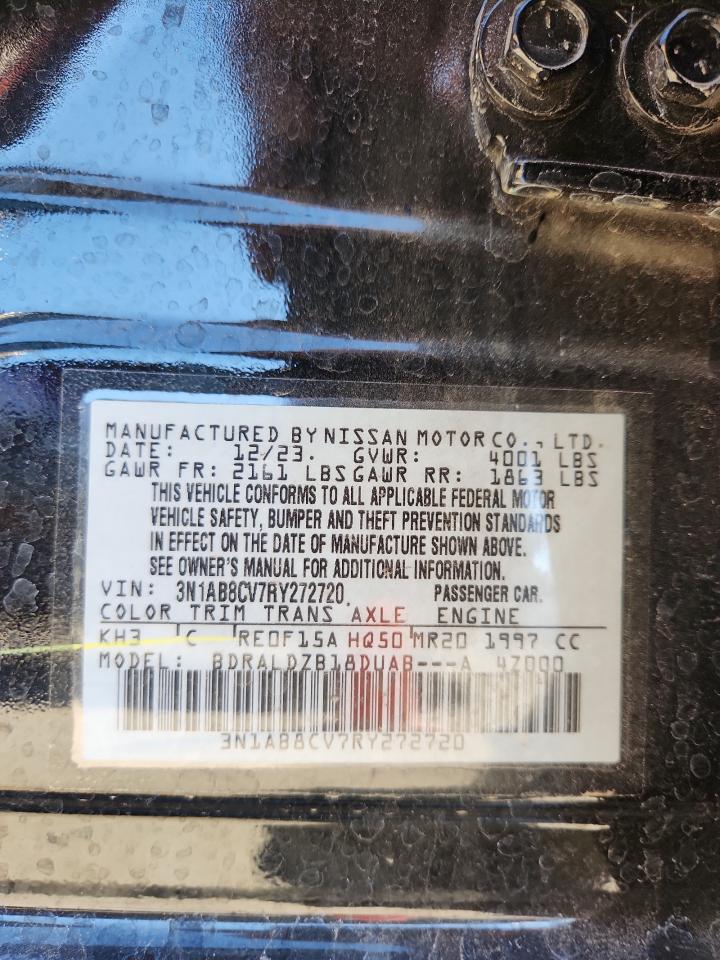 MANUFACTURED BY NISSAN MOTOR CO., LTD.
DATE: 12/23. GVWR: 4001 LBS
GAWR FR: 2161 LBS GAWR RR: 1863 LBS
THIS VEHICLE CONFORMS TO ALL APPLICABLE FEDERAL MOTOR
VEHICLE SAFETY, BUMPER AND THEFT PREVENTION STANDARDS
IN EFFECT ON THE DATE OF MANUFACTURE SHOWN ABOVE.
SEE OWNER'S MANUAL FOR ADDITIONAL INFORMATION.
VIN: 3N1AB8CV7RY272720 PASSENGER CAR.
COLOR TRIM TRANS AXLE ENGINE
KH3 C RE0F15A HQ50 MR20 1997 CC
MODEL: BDRALDZB18DUAB---A 4Z000
3N1AB8CV7RY272720